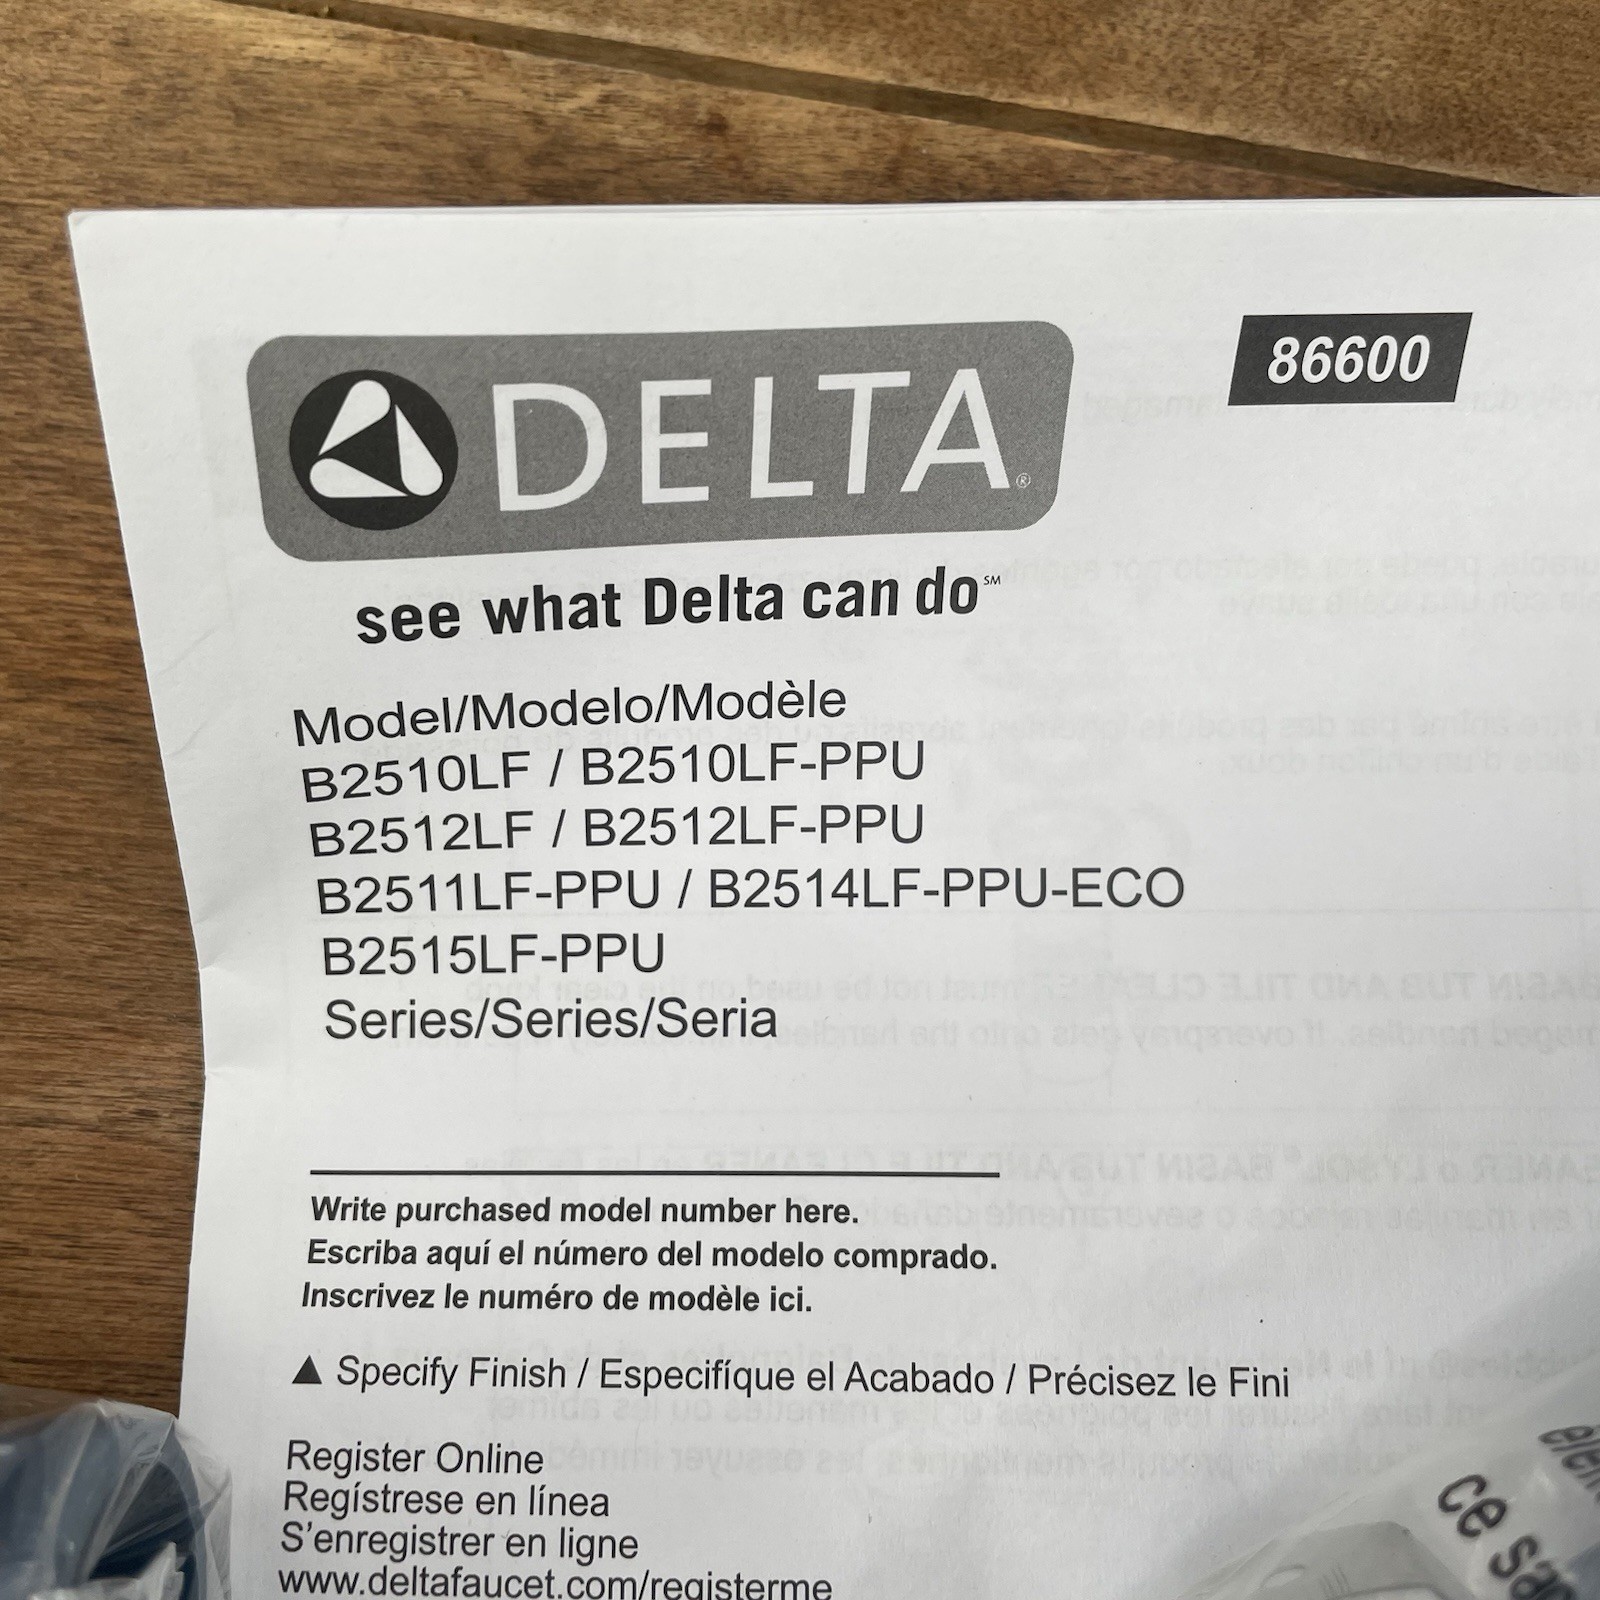 DELTA®
86600
see what Delta can do℠
Model/Modelo/Modèle
B2510LF / B2510LF-PPU
B2512LF / B2512LF-PPU
B2511LF-PPU / B2514LF-PPU-ECO
B2515LF-PPU
Series/Series/Seria
Write purchased model number here.
Escriba aquí el número del modelo comprado.
Inscrivez le numéro de modèle ici.
▲ Specify Finish / Especifíque el Acabado / Précisez le Fini
Register Online
Regístrese en línea
S'enregistrer en ligne
www.deltafaucet.com/registerme
ce